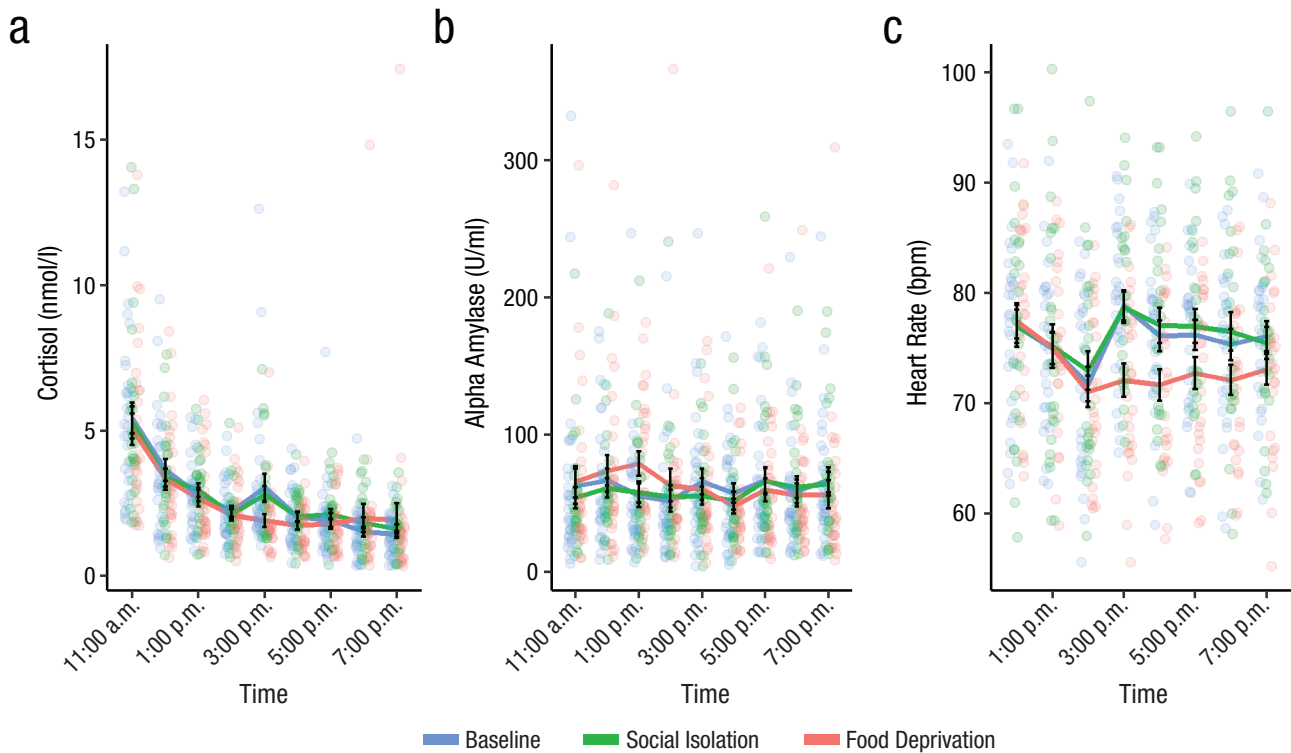 a
b
c
Cortisol (nmol/l)
15
10
5
0
11:00 a.m.
1:00 p.m.
3:00 p.m.
5:00 p.m.
7:00 p.m.
Time
Alpha Amylase (U/ml)
300
200
100
0
11:00 a.m.
1:00 p.m.
3:00 p.m.
5:00 p.m.
7:00 p.m.
Time
Heart Rate (bpm)
100
90
80
70
60
1:00 p.m.
3:00 p.m.
5:00 p.m.
7:00 p.m.
Time
Baseline
Social Isolation
Food Deprivation